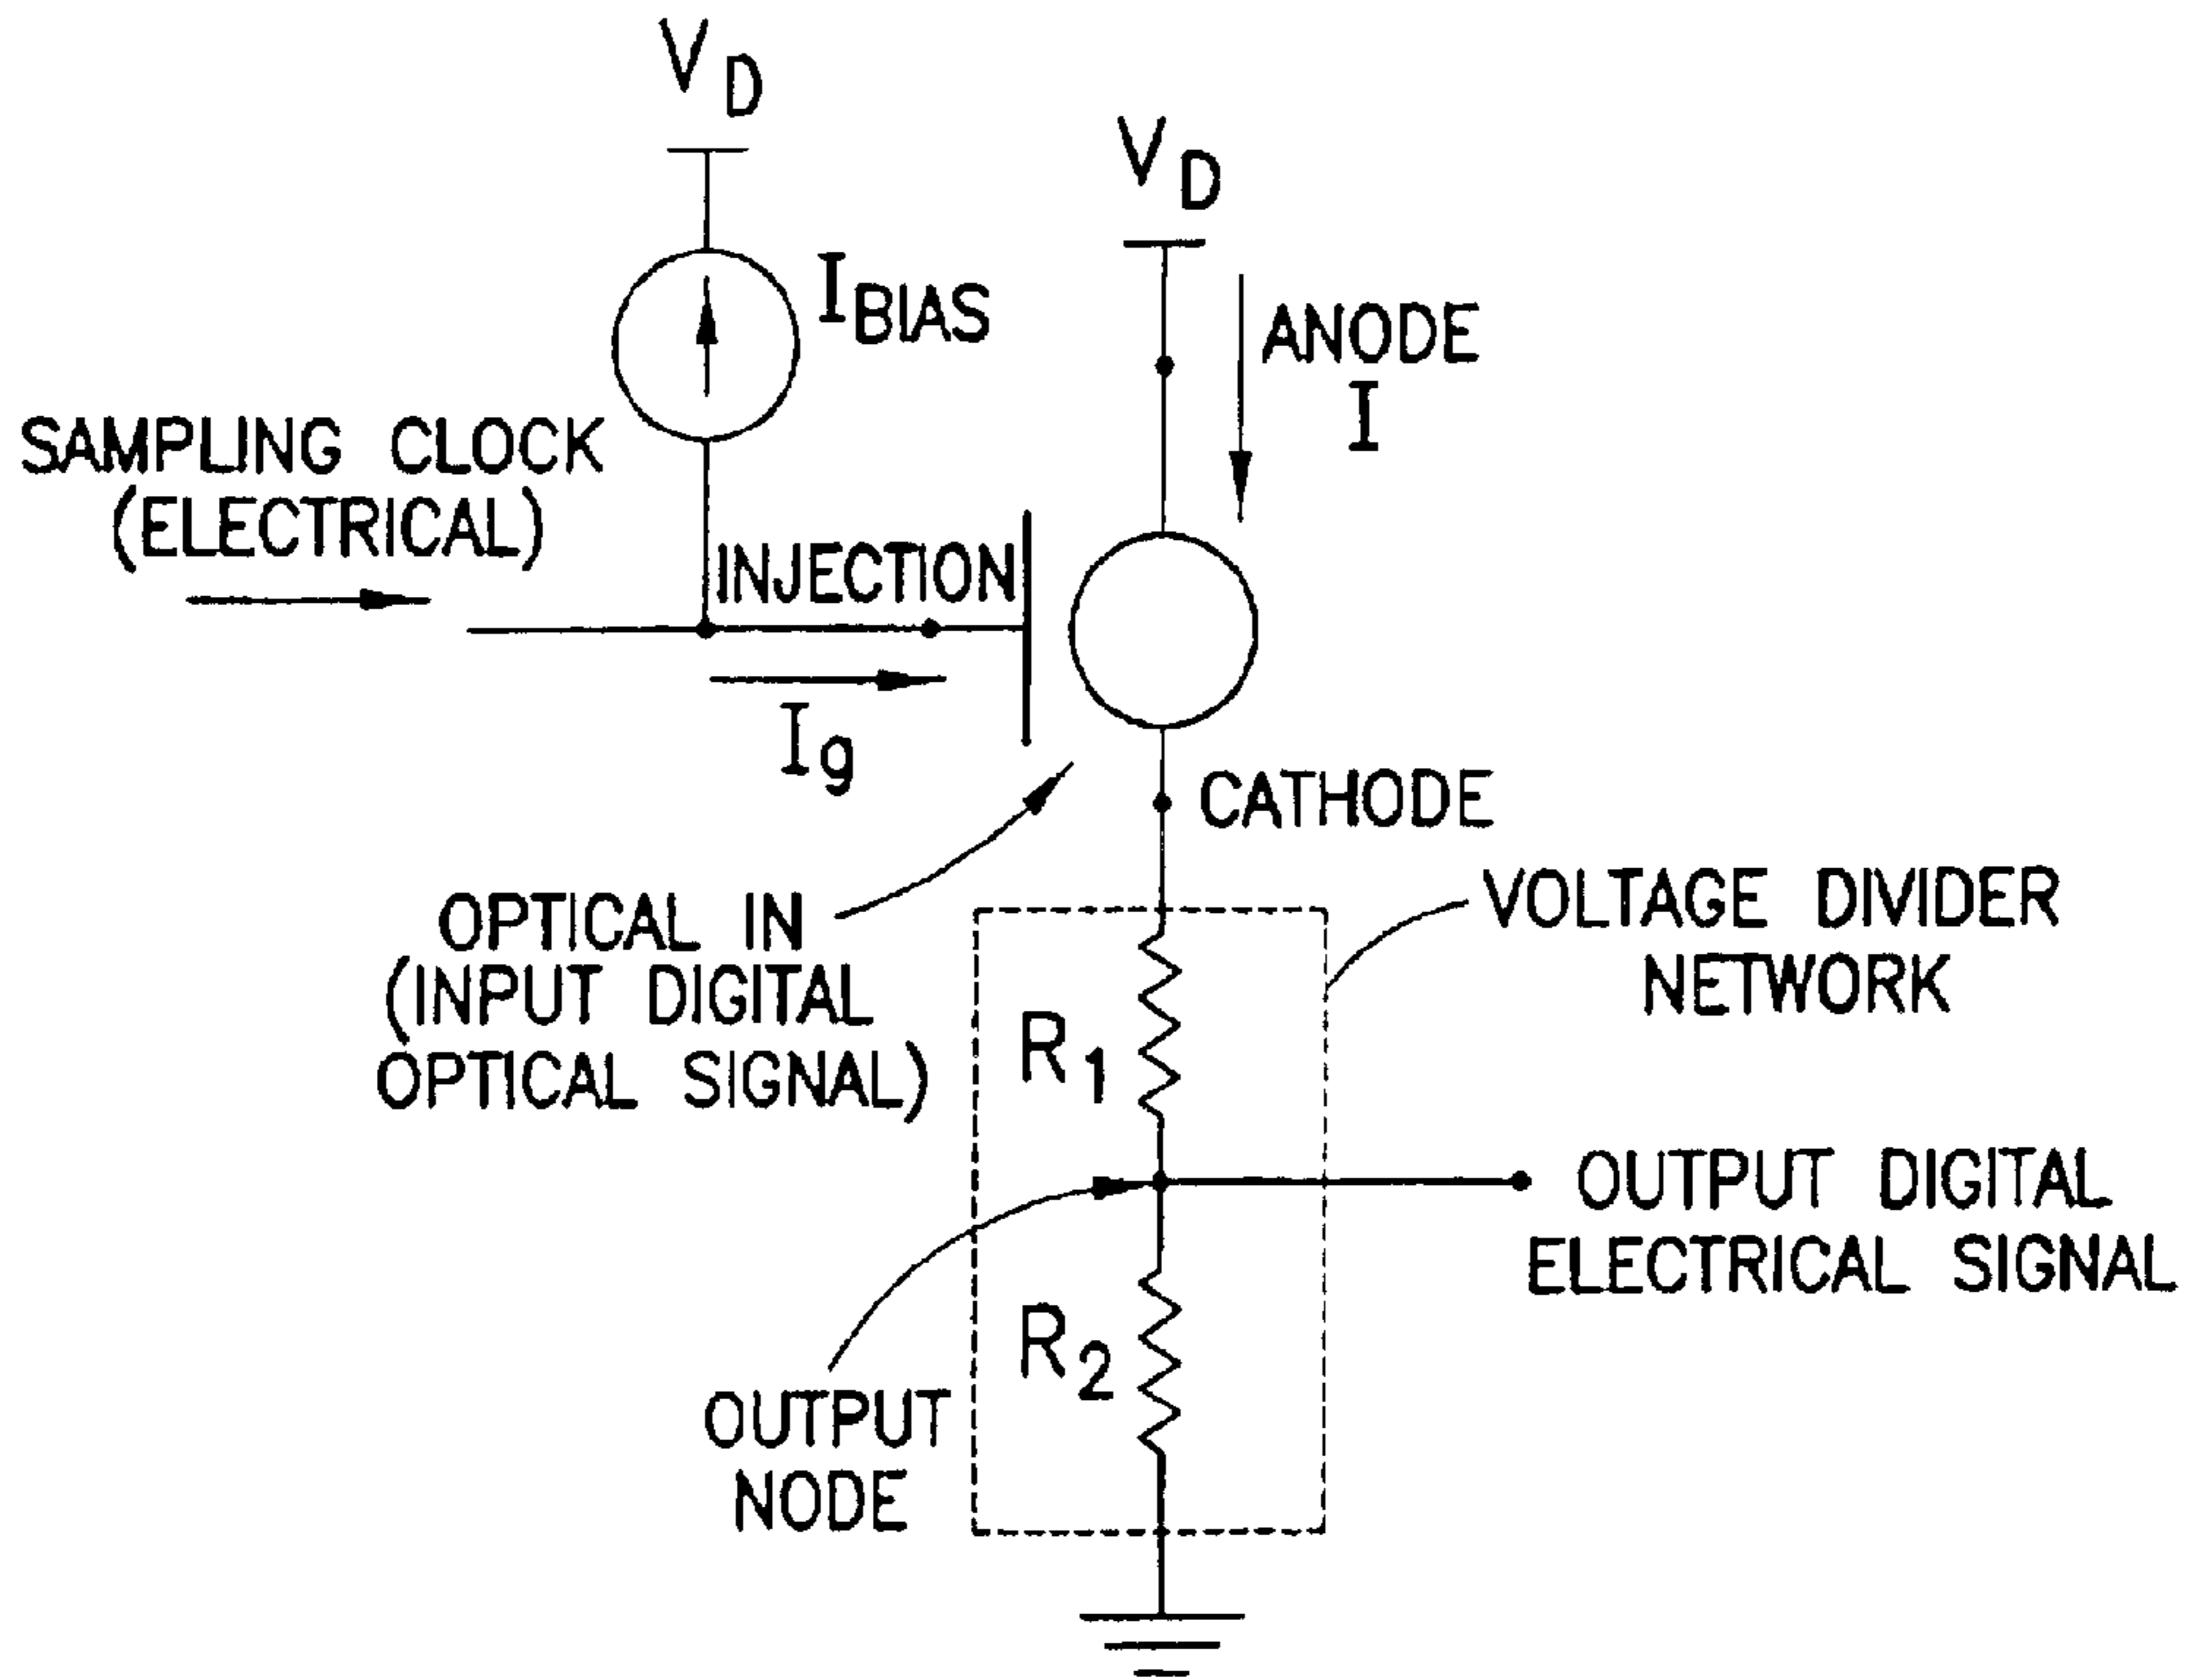 V_D
I_BIAS
V_D
ANODE
I
SAMPLING CLOCK
(ELECTRICAL)
INJECTION
I_g
CATHODE
OPTICAL IN
(INPUT DIGITAL
OPTICAL SIGNAL)
VOLTAGE DIVIDER
NETWORK
R_1
OUTPUT DIGITAL
ELECTRICAL SIGNAL
R_2
OUTPUT
NODE